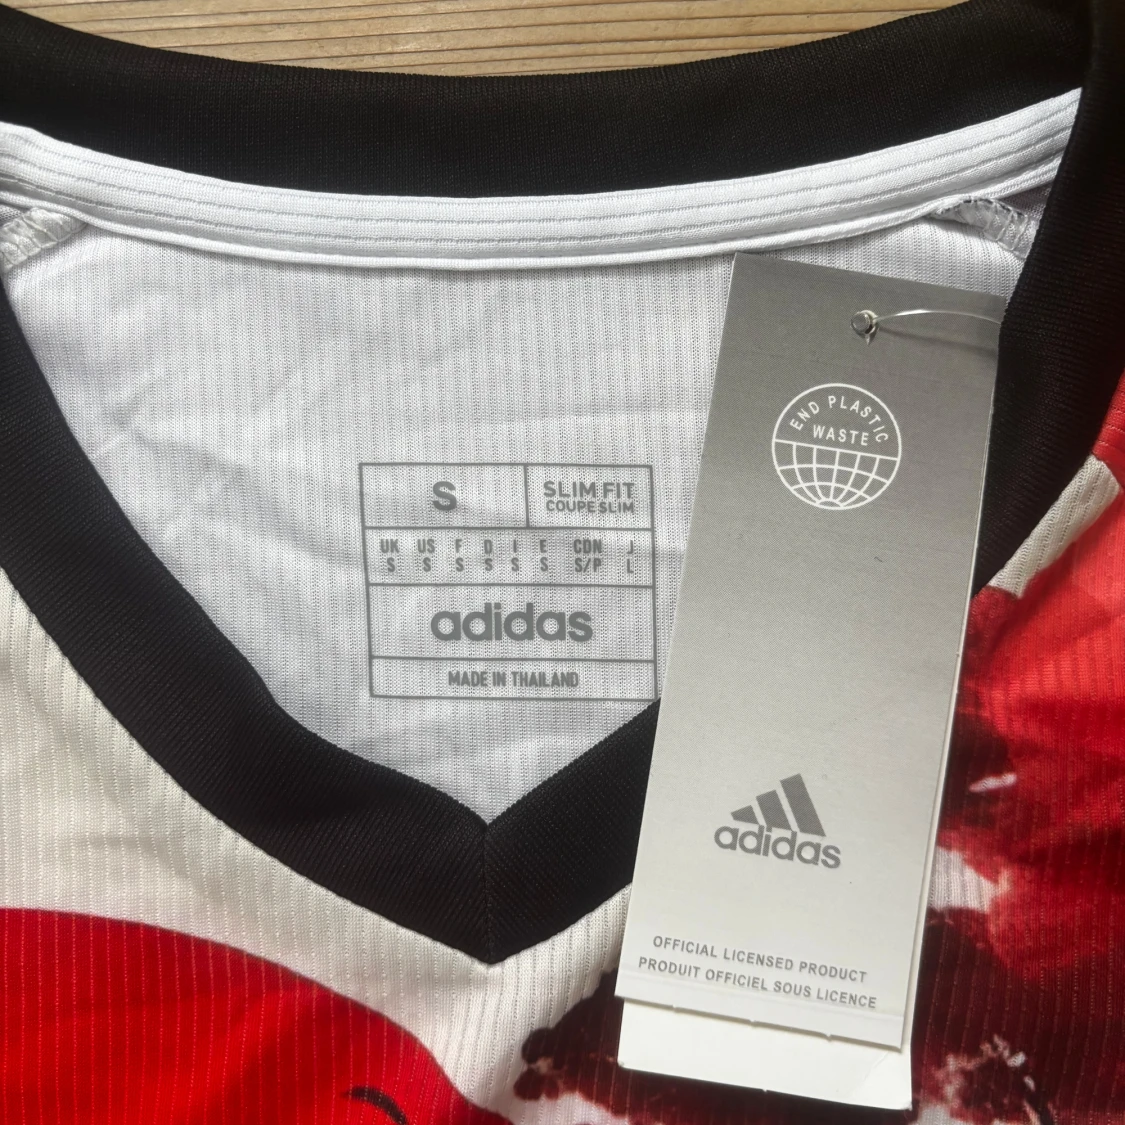 S
SLIM FIT
COUPE SLIM
UK US F D I E CDN J
S S S S S S S/P L
adidas
MADE IN THAILAND
END PLASTIC
WASTE
adidas
OFFICIAL LICENSED PRODUCT
PRODUIT OFFICIEL SOUS LICENCE